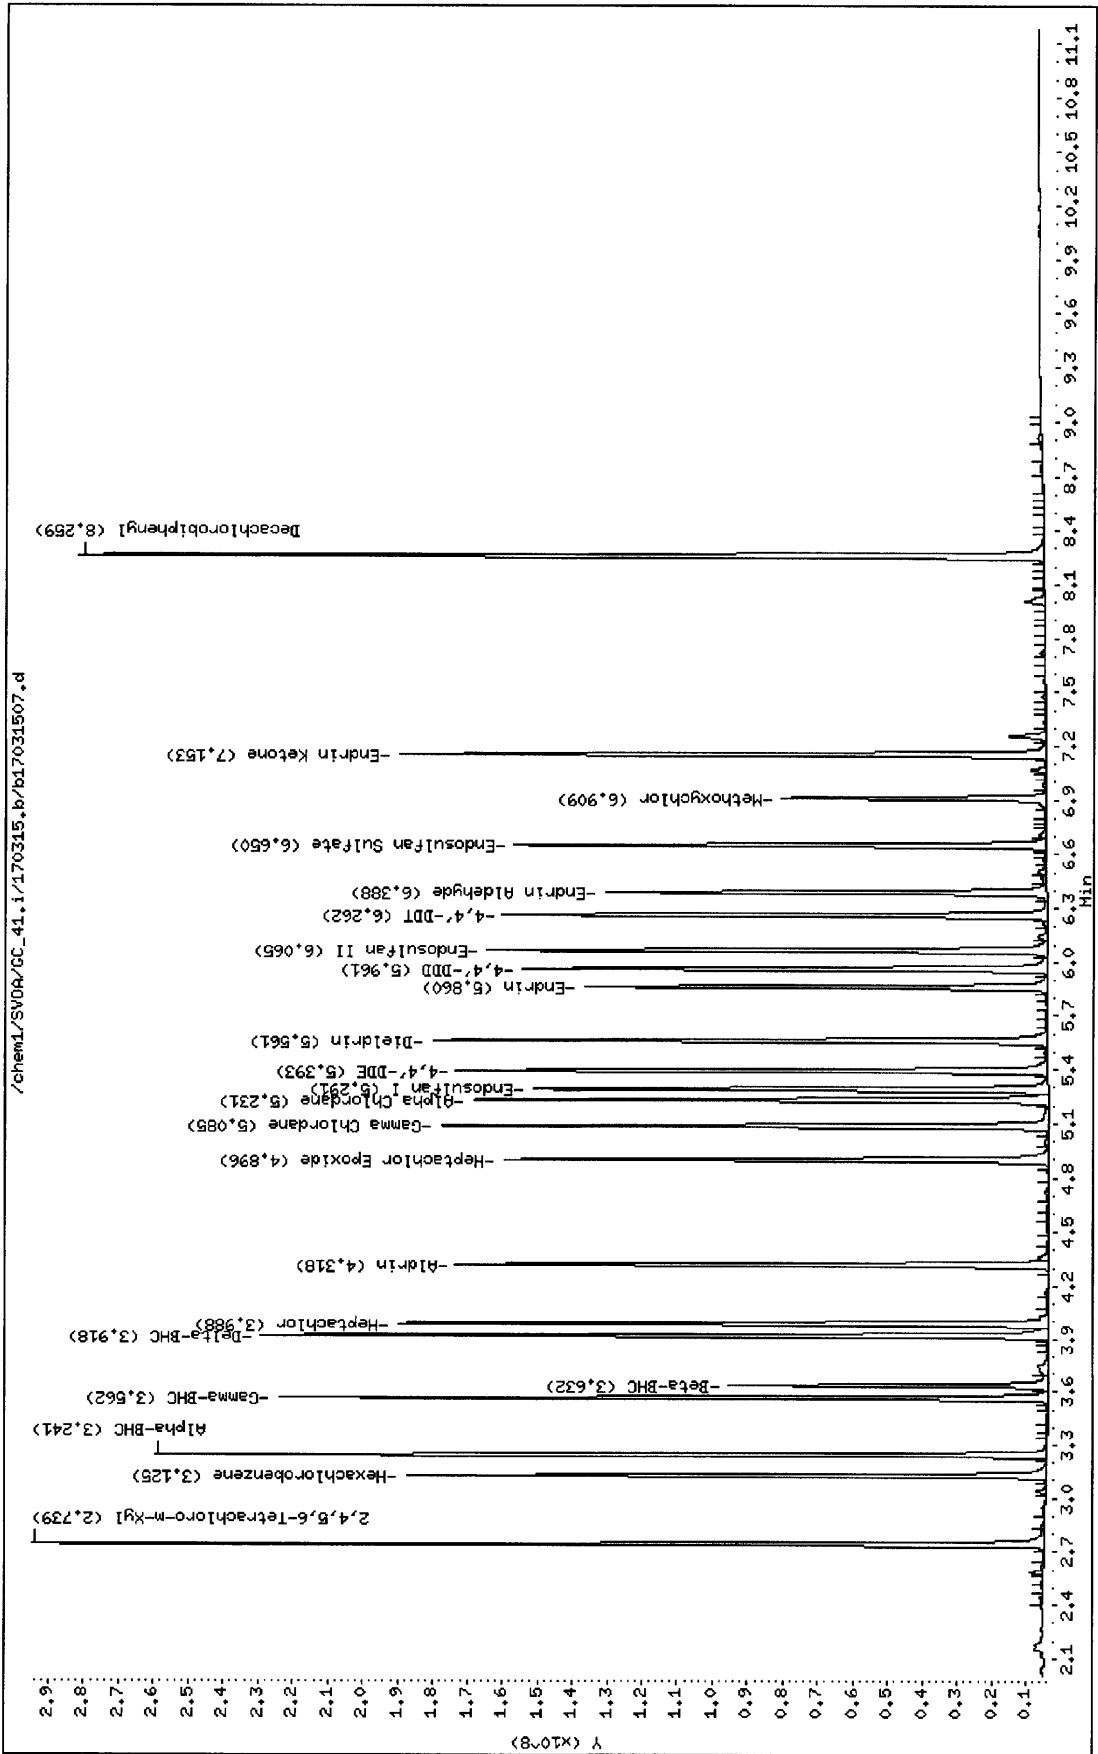 /chem1/SVOA/GC_41.i/170315.b/b17031507.d
Y (x10^8)
2.9
2.8
2.7
2.6
2.5
2.4
2.3
2.2
2.1
2.0
1.9
1.8
1.7
1.6
1.5
1.4
1.3
1.2
1.1
1.0
0.9
0.8
0.7
0.6
0.5
0.4
0.3
0.2
0.1
2,4,5,6-Tetrachloro-m-Xyl (2.739)
-Hexachlorobenzene (3.125)
Alpha-BHC (3.241)
-Gamma-BHC (3.562)
-Beta-BHC (3.632)
-Delta-BHC (3.918)
-Heptachlor (3.988)
-Aldrin (4.318)
-Heptachlor Epoxide (4.896)
-Gamma Chlordane (5.085)
-Alpha Chlordane (5.231)
-Endosulfan I (5.291)
-4,4'-DDE (5.393)
-Dieldrin (5.561)
-Endrin (5.860)
-4,4'-DDD (5.961)
-Endosulfan II (6.065)
-4,4'-DDT (6.262)
-Endrin Aldehyde (6.388)
-Endosulfan Sulfate (6.650)
-Methoxychlor (6.909)
-Endrin Ketone (7.153)
Decachlorobiphenyl (8.259)
2.1 2.4 2.7 3.0 3.3 3.6 3.9 4.2 4.5 4.8 5.1 5.4 5.7 6.0 6.3 6.6 6.9 7.2 7.5 7.8 8.1 8.4 8.7 9.0 9.3 9.6 9.9 10.2 10.5 10.8 11.1
Min